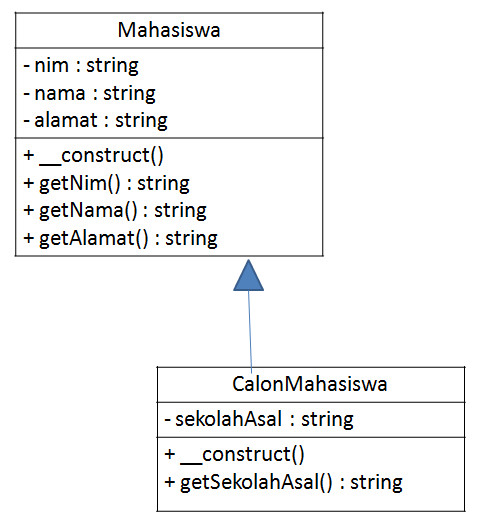 Mahasiswa
- nim : string
- nama : string
- alamat : string
+ __construct()
+ getNim() : string
+ getNama() : string
+ getAlamat() : string
CalonMahasiswa
- sekolahAsal : string
+ __construct()
+ getSekolahAsal() : string